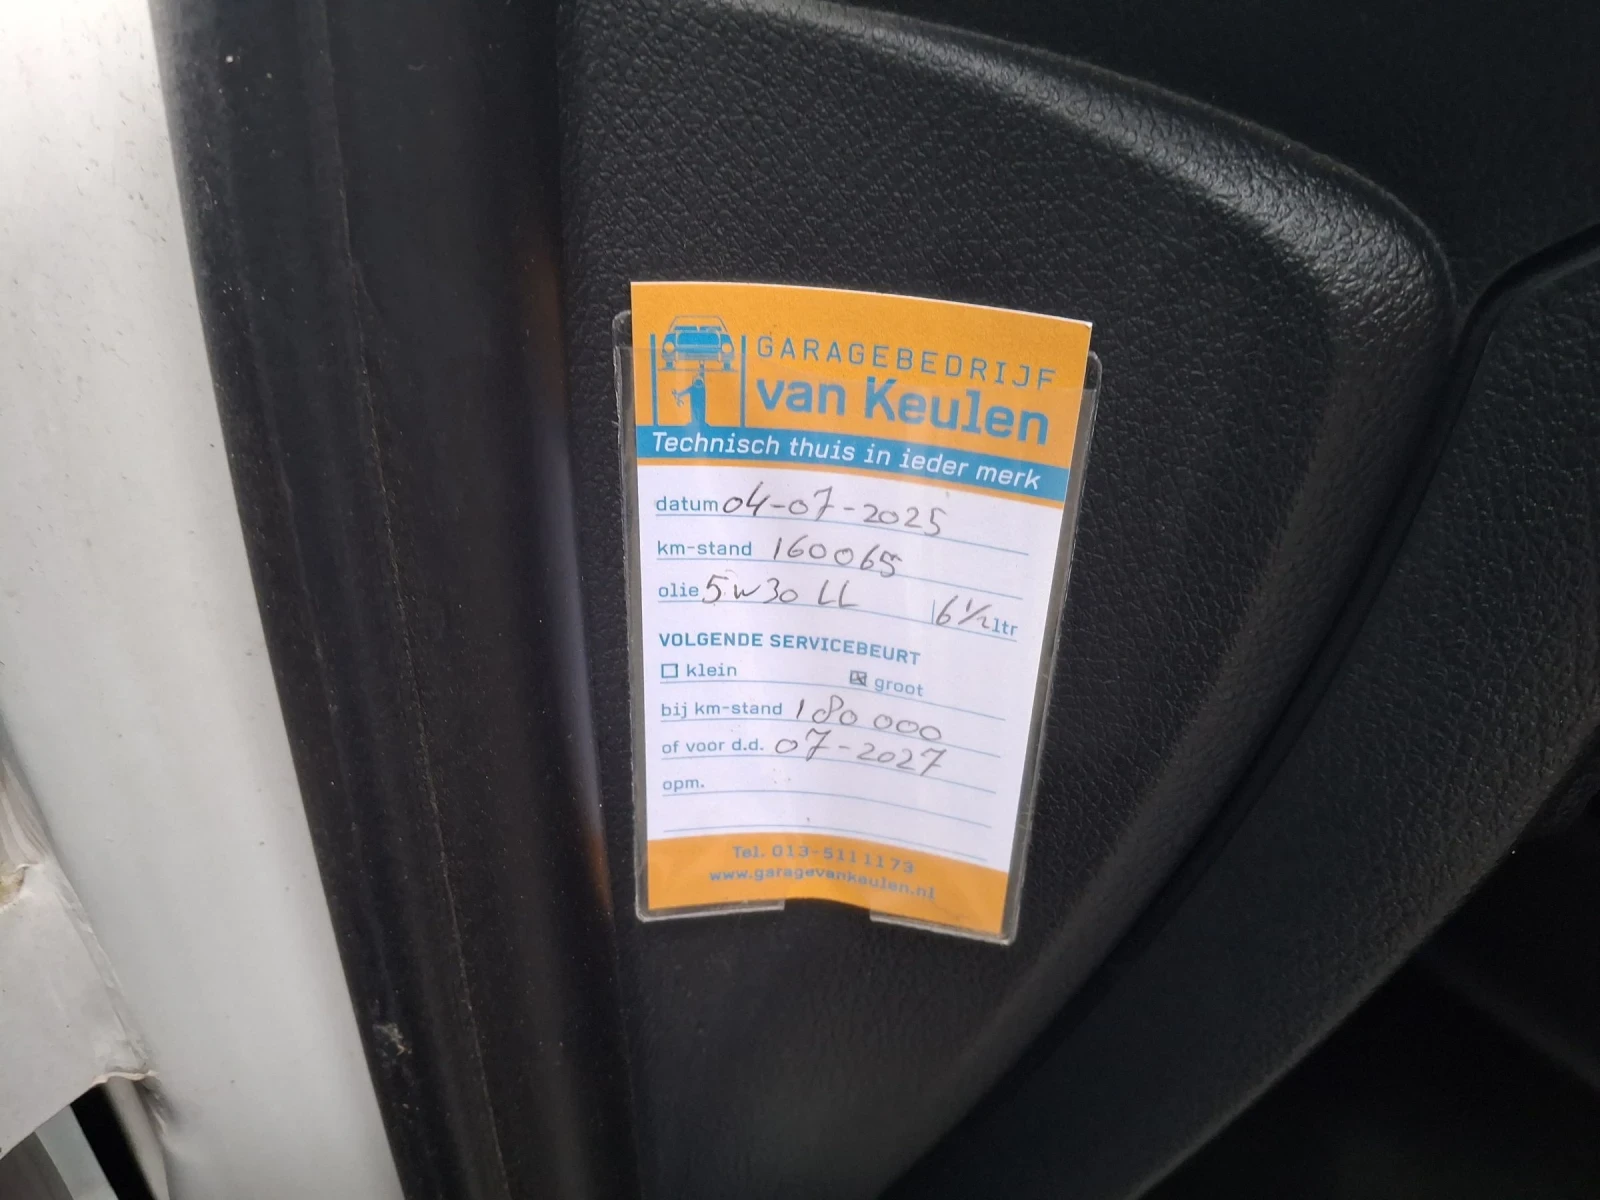 GARAGEBEDRIJF
van Keulen
Technisch thuis in ieder merk
datum 04-07-2025
km-stand 160065
olie 5w30 LL 6 1/2 ltr
VOLGENDE SERVICEBEURT
☐ klein ☒ groot
bij km-stand 180 000
of voor d.d. 07-2027
opm.
Tel. 013-5111173
www.garagevankeulen.nl